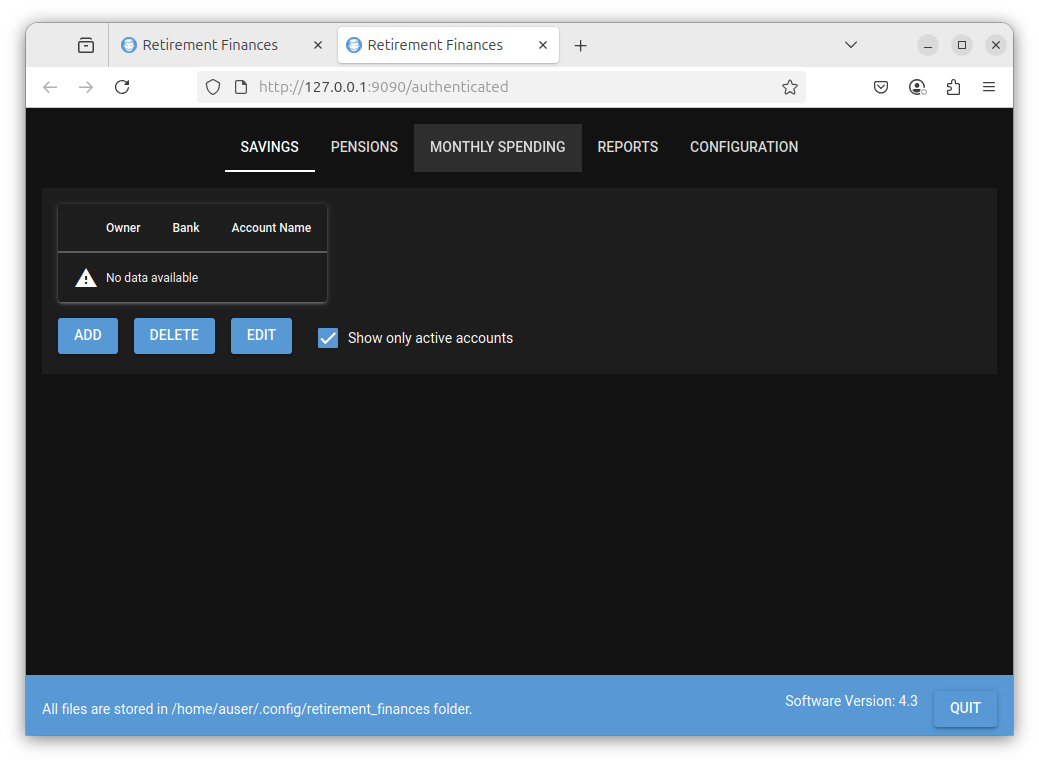 Retirement Finances
Retirement Finances
http://127.0.0.1:9090/authenticated
SAVINGS PENSIONS MONTHLY SPENDING REPORTS CONFIGURATION
Owner Bank Account Name
No data available
ADD DELETE EDIT Show only active accounts
All files are stored in /home/auser/.config/retirement_finances folder.
Software Version: 4.3
QUIT